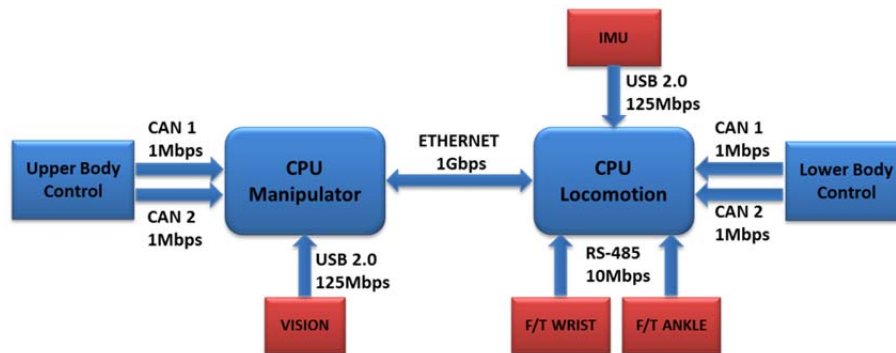 IMU
USB 2.0
125Mbps
CAN 1
1Mbps
Upper Body
Control
CAN 2
1Mbps
CPU
Manipulator
ETHERNET
1Gbps
CPU
Locomotion
CAN 1
1Mbps
Lower Body
Control
CAN 2
1Mbps
USB 2.0
125Mbps
RS-485
10Mbps
VISION
F/T WRIST
F/T ANKLE